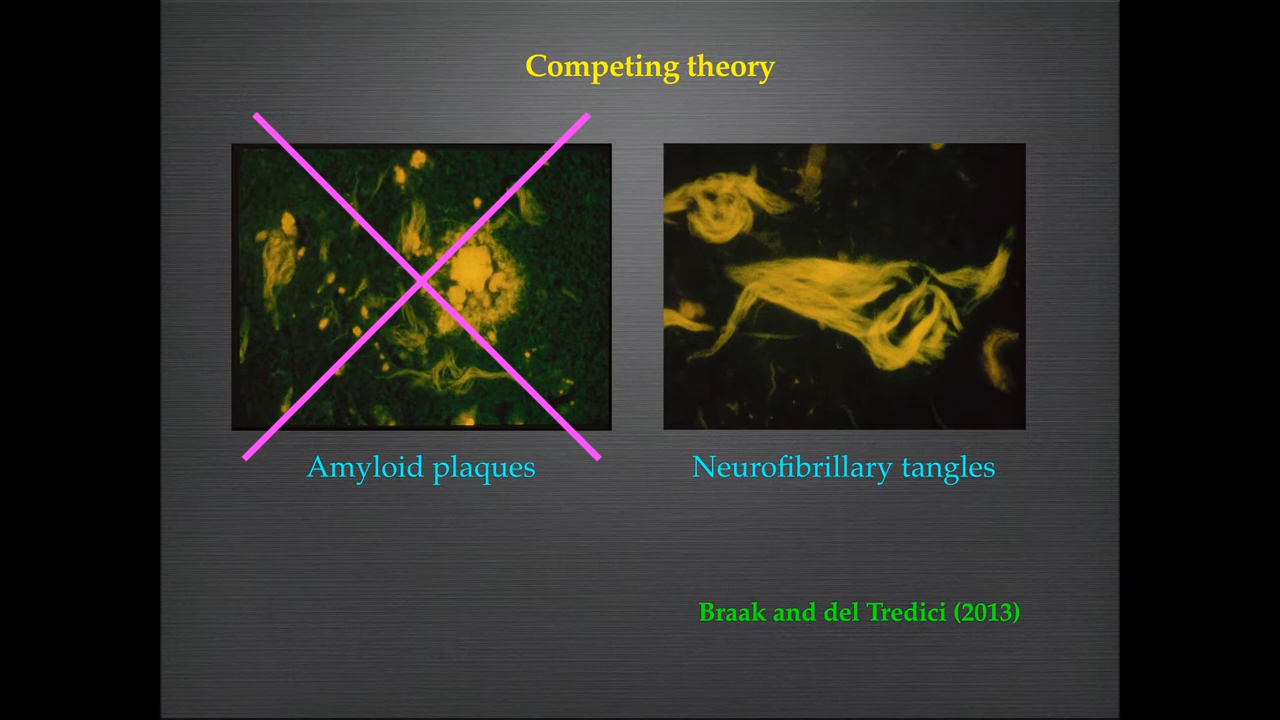 Competing theory
Amyloid plaques
Neurofibrillary tangles
Braak and del Tredici (2013)